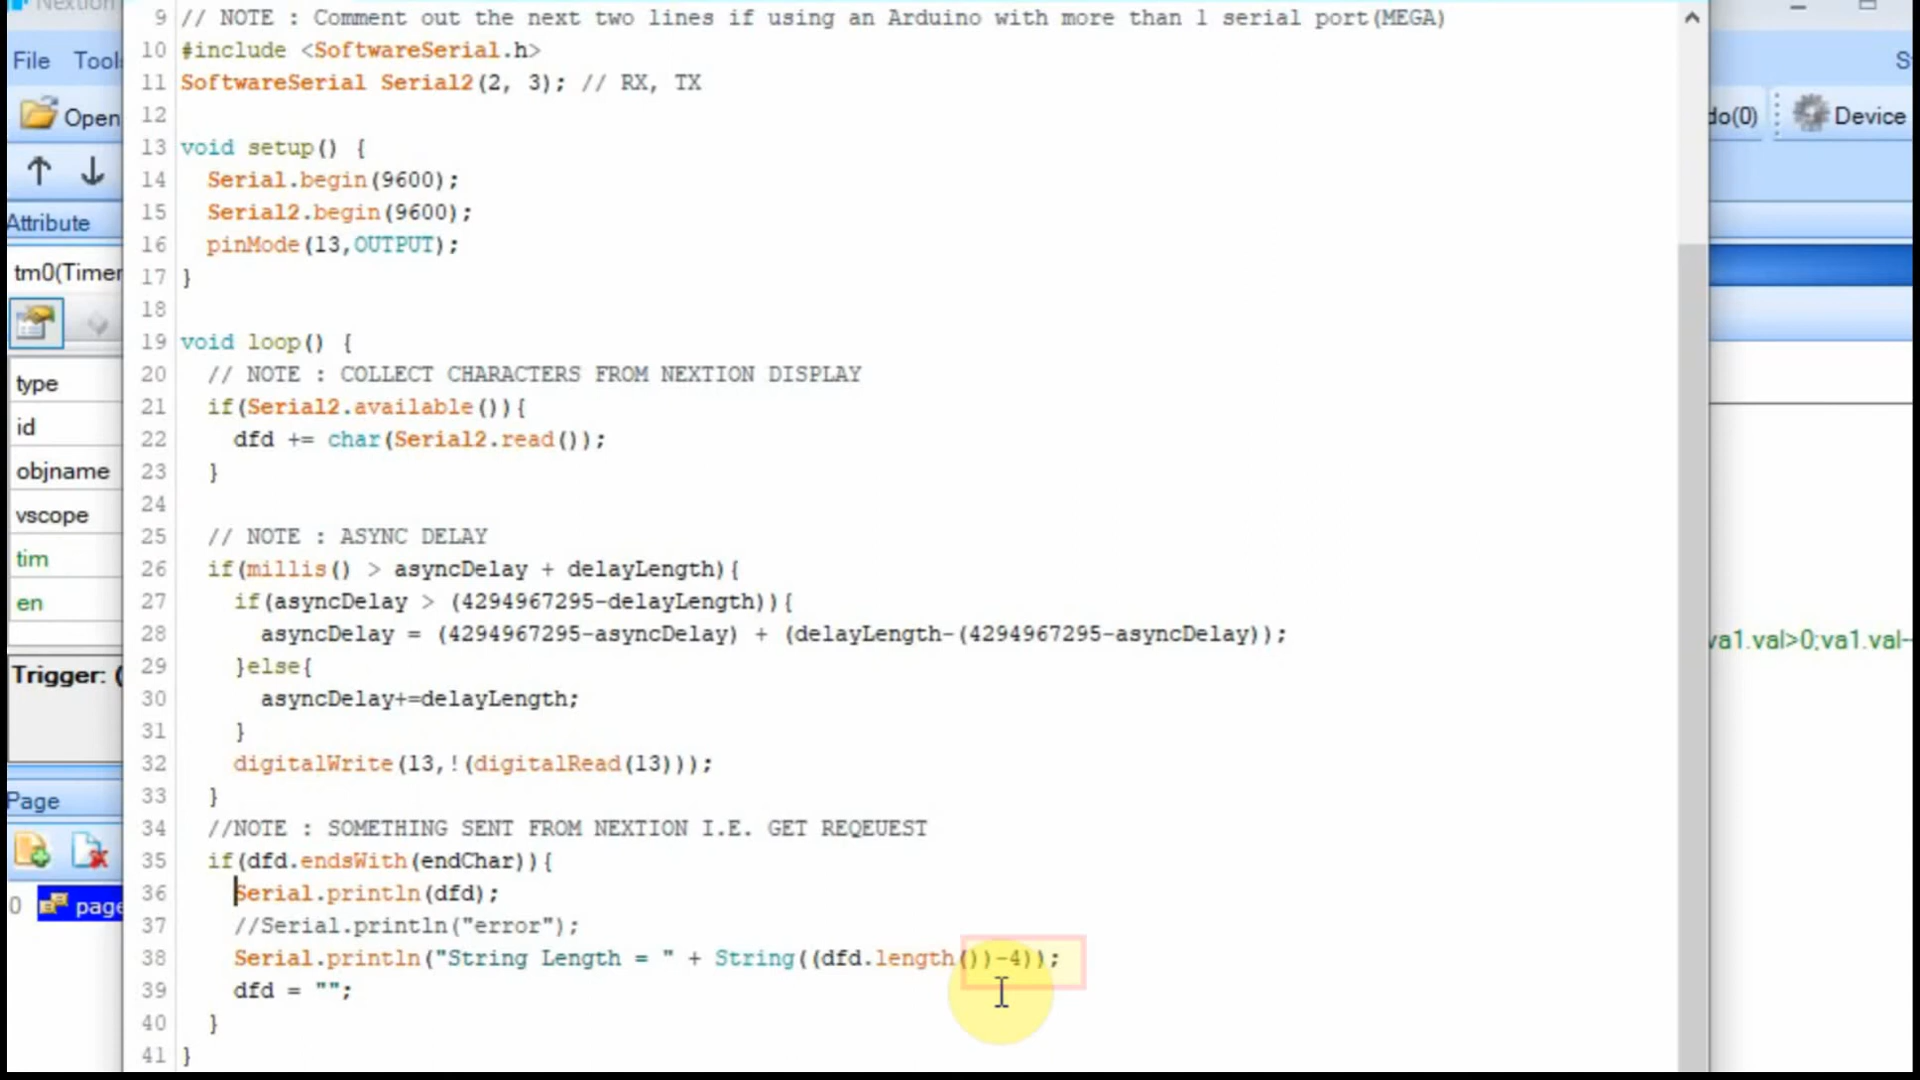 Nextion
File Tools
Open
Attribute
tm0(Timer
type
id
objname
vscope
tim
en
Trigger: (
Page
0 page
9 // NOTE : Comment out the next two lines if using an Arduino with more than 1 serial port(MEGA)
10 #include <SoftwareSerial.h>
11 SoftwareSerial Serial2(2, 3); // RX, TX
12
13 void setup() {
14 Serial.begin(9600);
15 Serial2.begin(9600);
16 pinMode(13,OUTPUT);
17 }
18
19 void loop() {
20 // NOTE : COLLECT CHARACTERS FROM NEXTION DISPLAY
21 if(Serial2.available()){
22 dfd += char(Serial2.read());
23 }
24
25 // NOTE : ASYNC DELAY
26 if(millis() > asyncDelay + delayLength){
27 if(asyncDelay > (4294967295-delayLength)){
28 asyncDelay = (4294967295-asyncDelay) + (delayLength-(4294967295-asyncDelay));
29 }else{
30 asyncDelay+=delayLength;
31 }
32 digitalWrite(13,!(digitalRead(13)));
33 }
34 //NOTE : SOMETHING SENT FROM NEXTION I.E. GET REQEUEST
35 if(dfd.endsWith(endChar)){
36 Serial.println(dfd);
37 //Serial.println("error");
38 Serial.println("String Length = " + String((dfd.length())-4));
39 dfd = "";
40 }
41 }
S
do(0) Device
va1.val>0;va1.val-